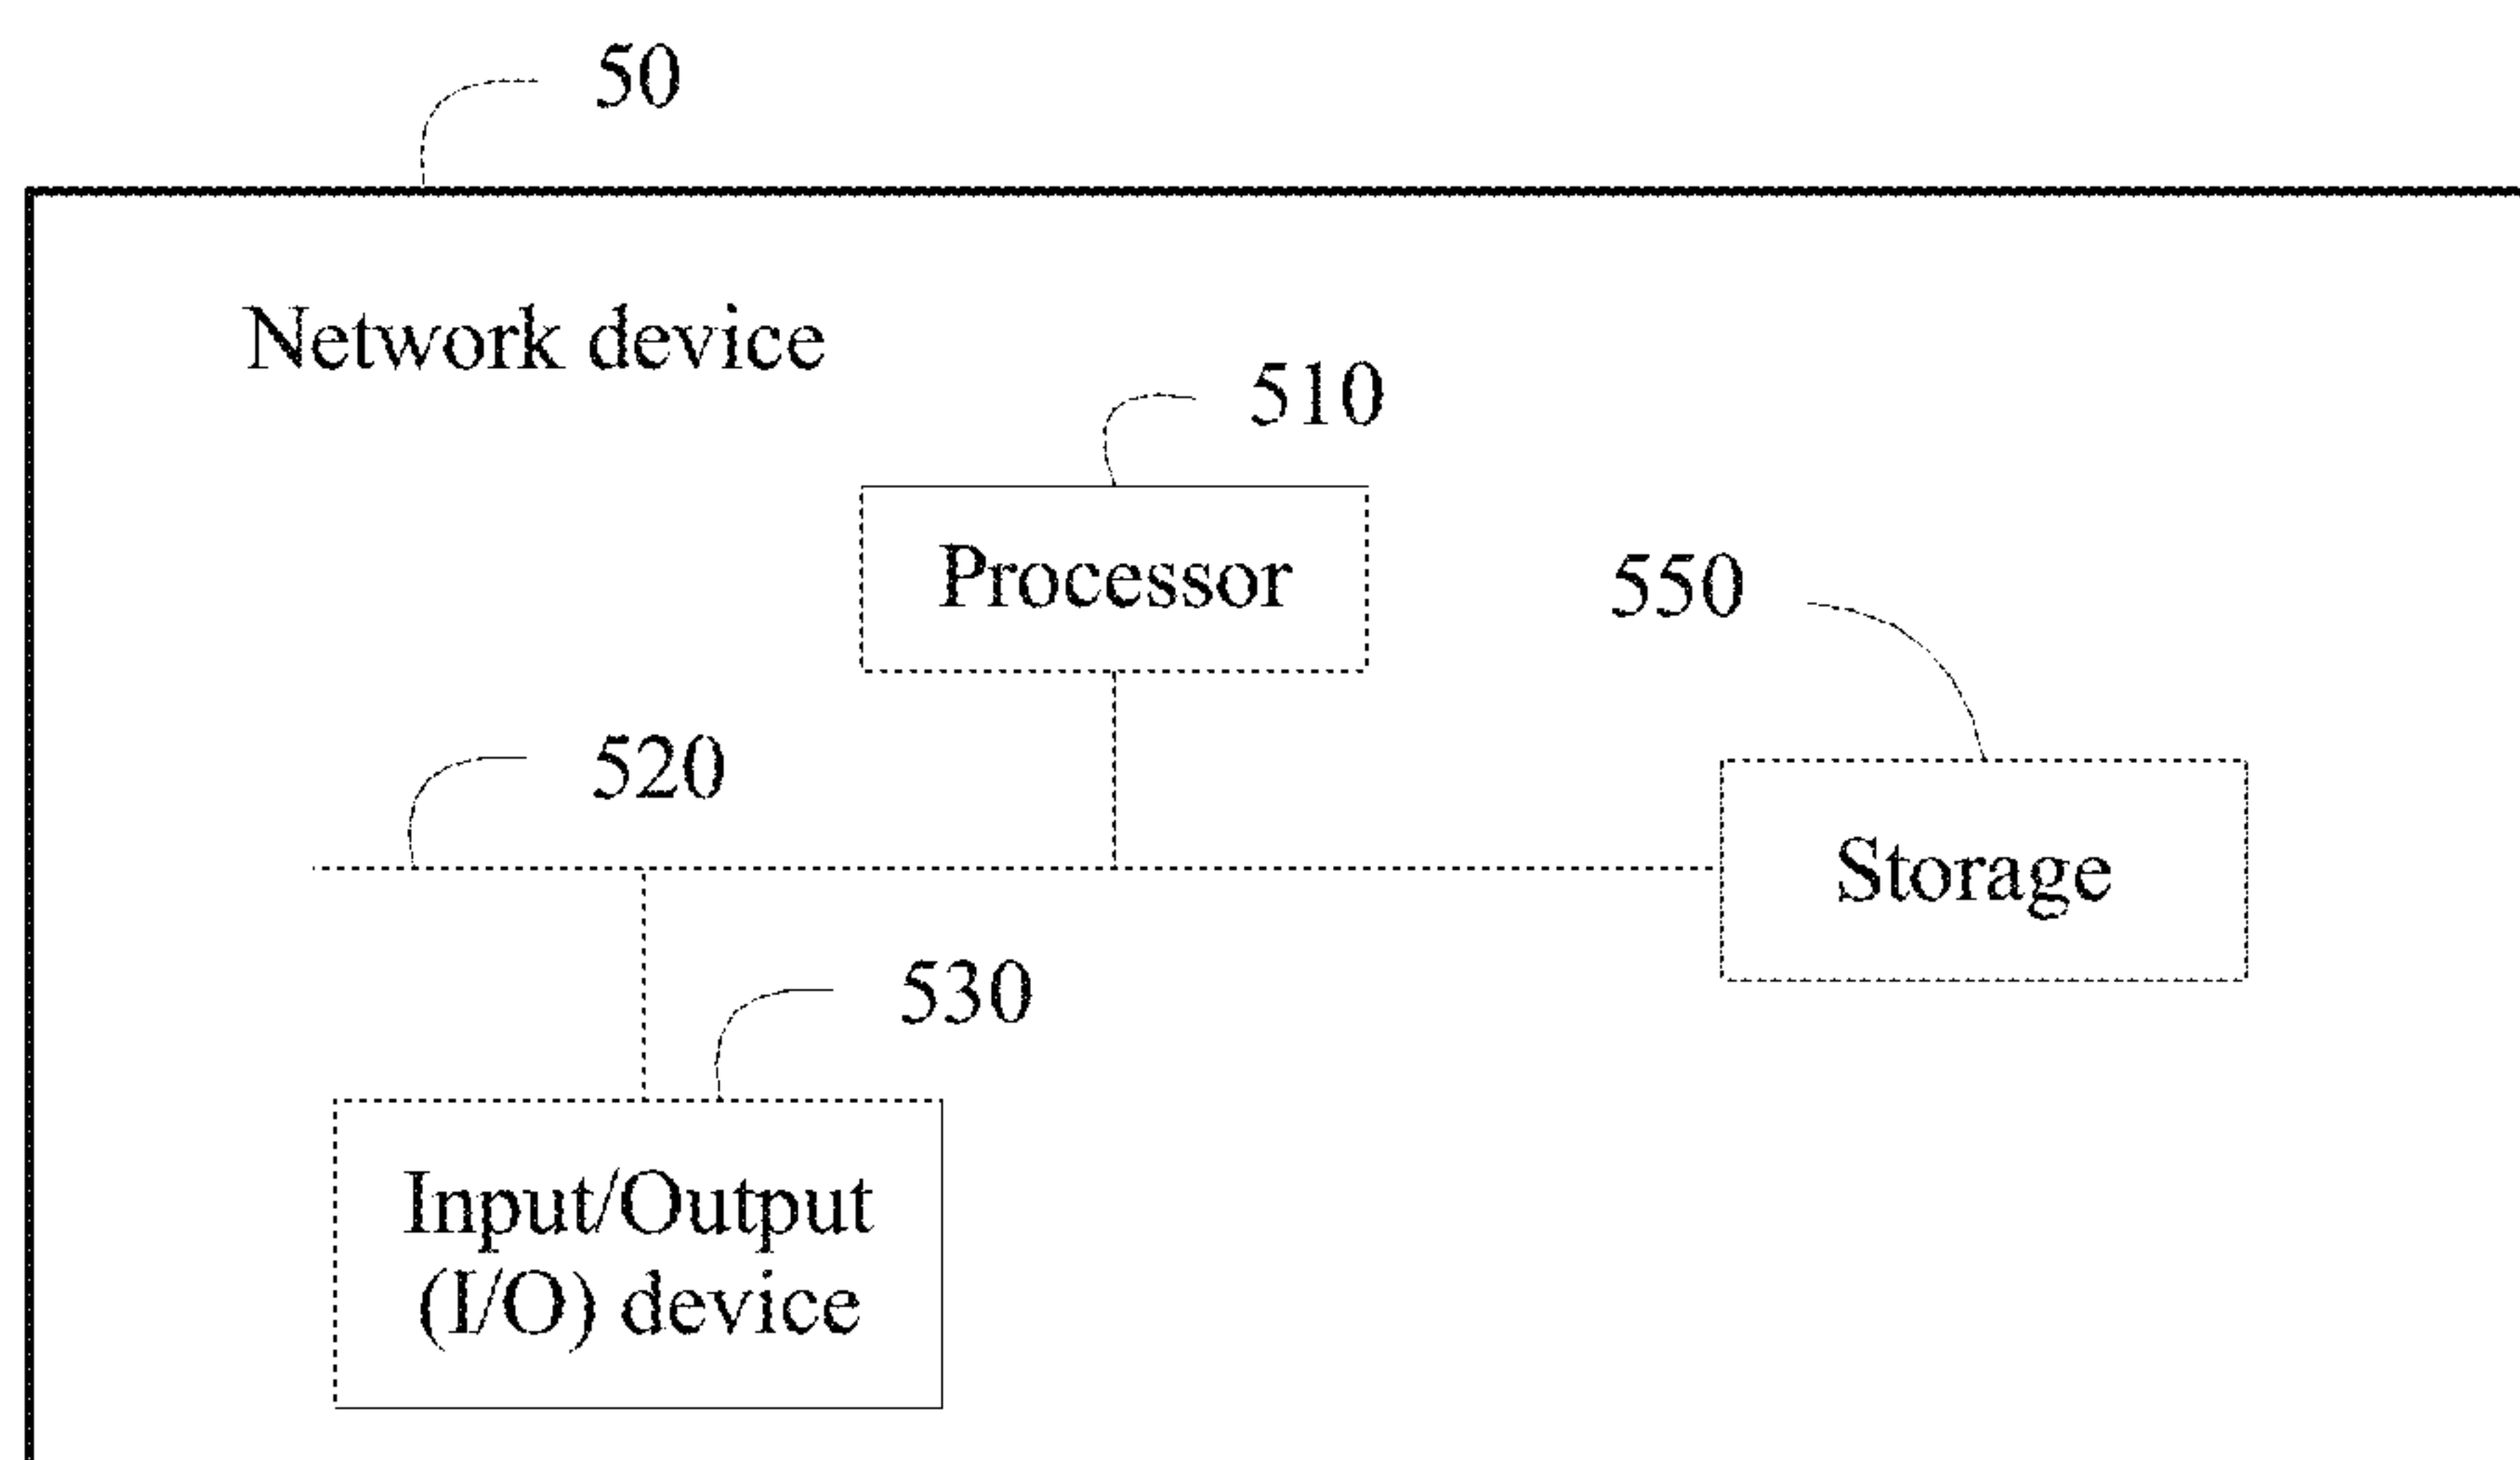 50
Network device
510
Processor
550
520
Storage
530
Input/Output
(I/O) device